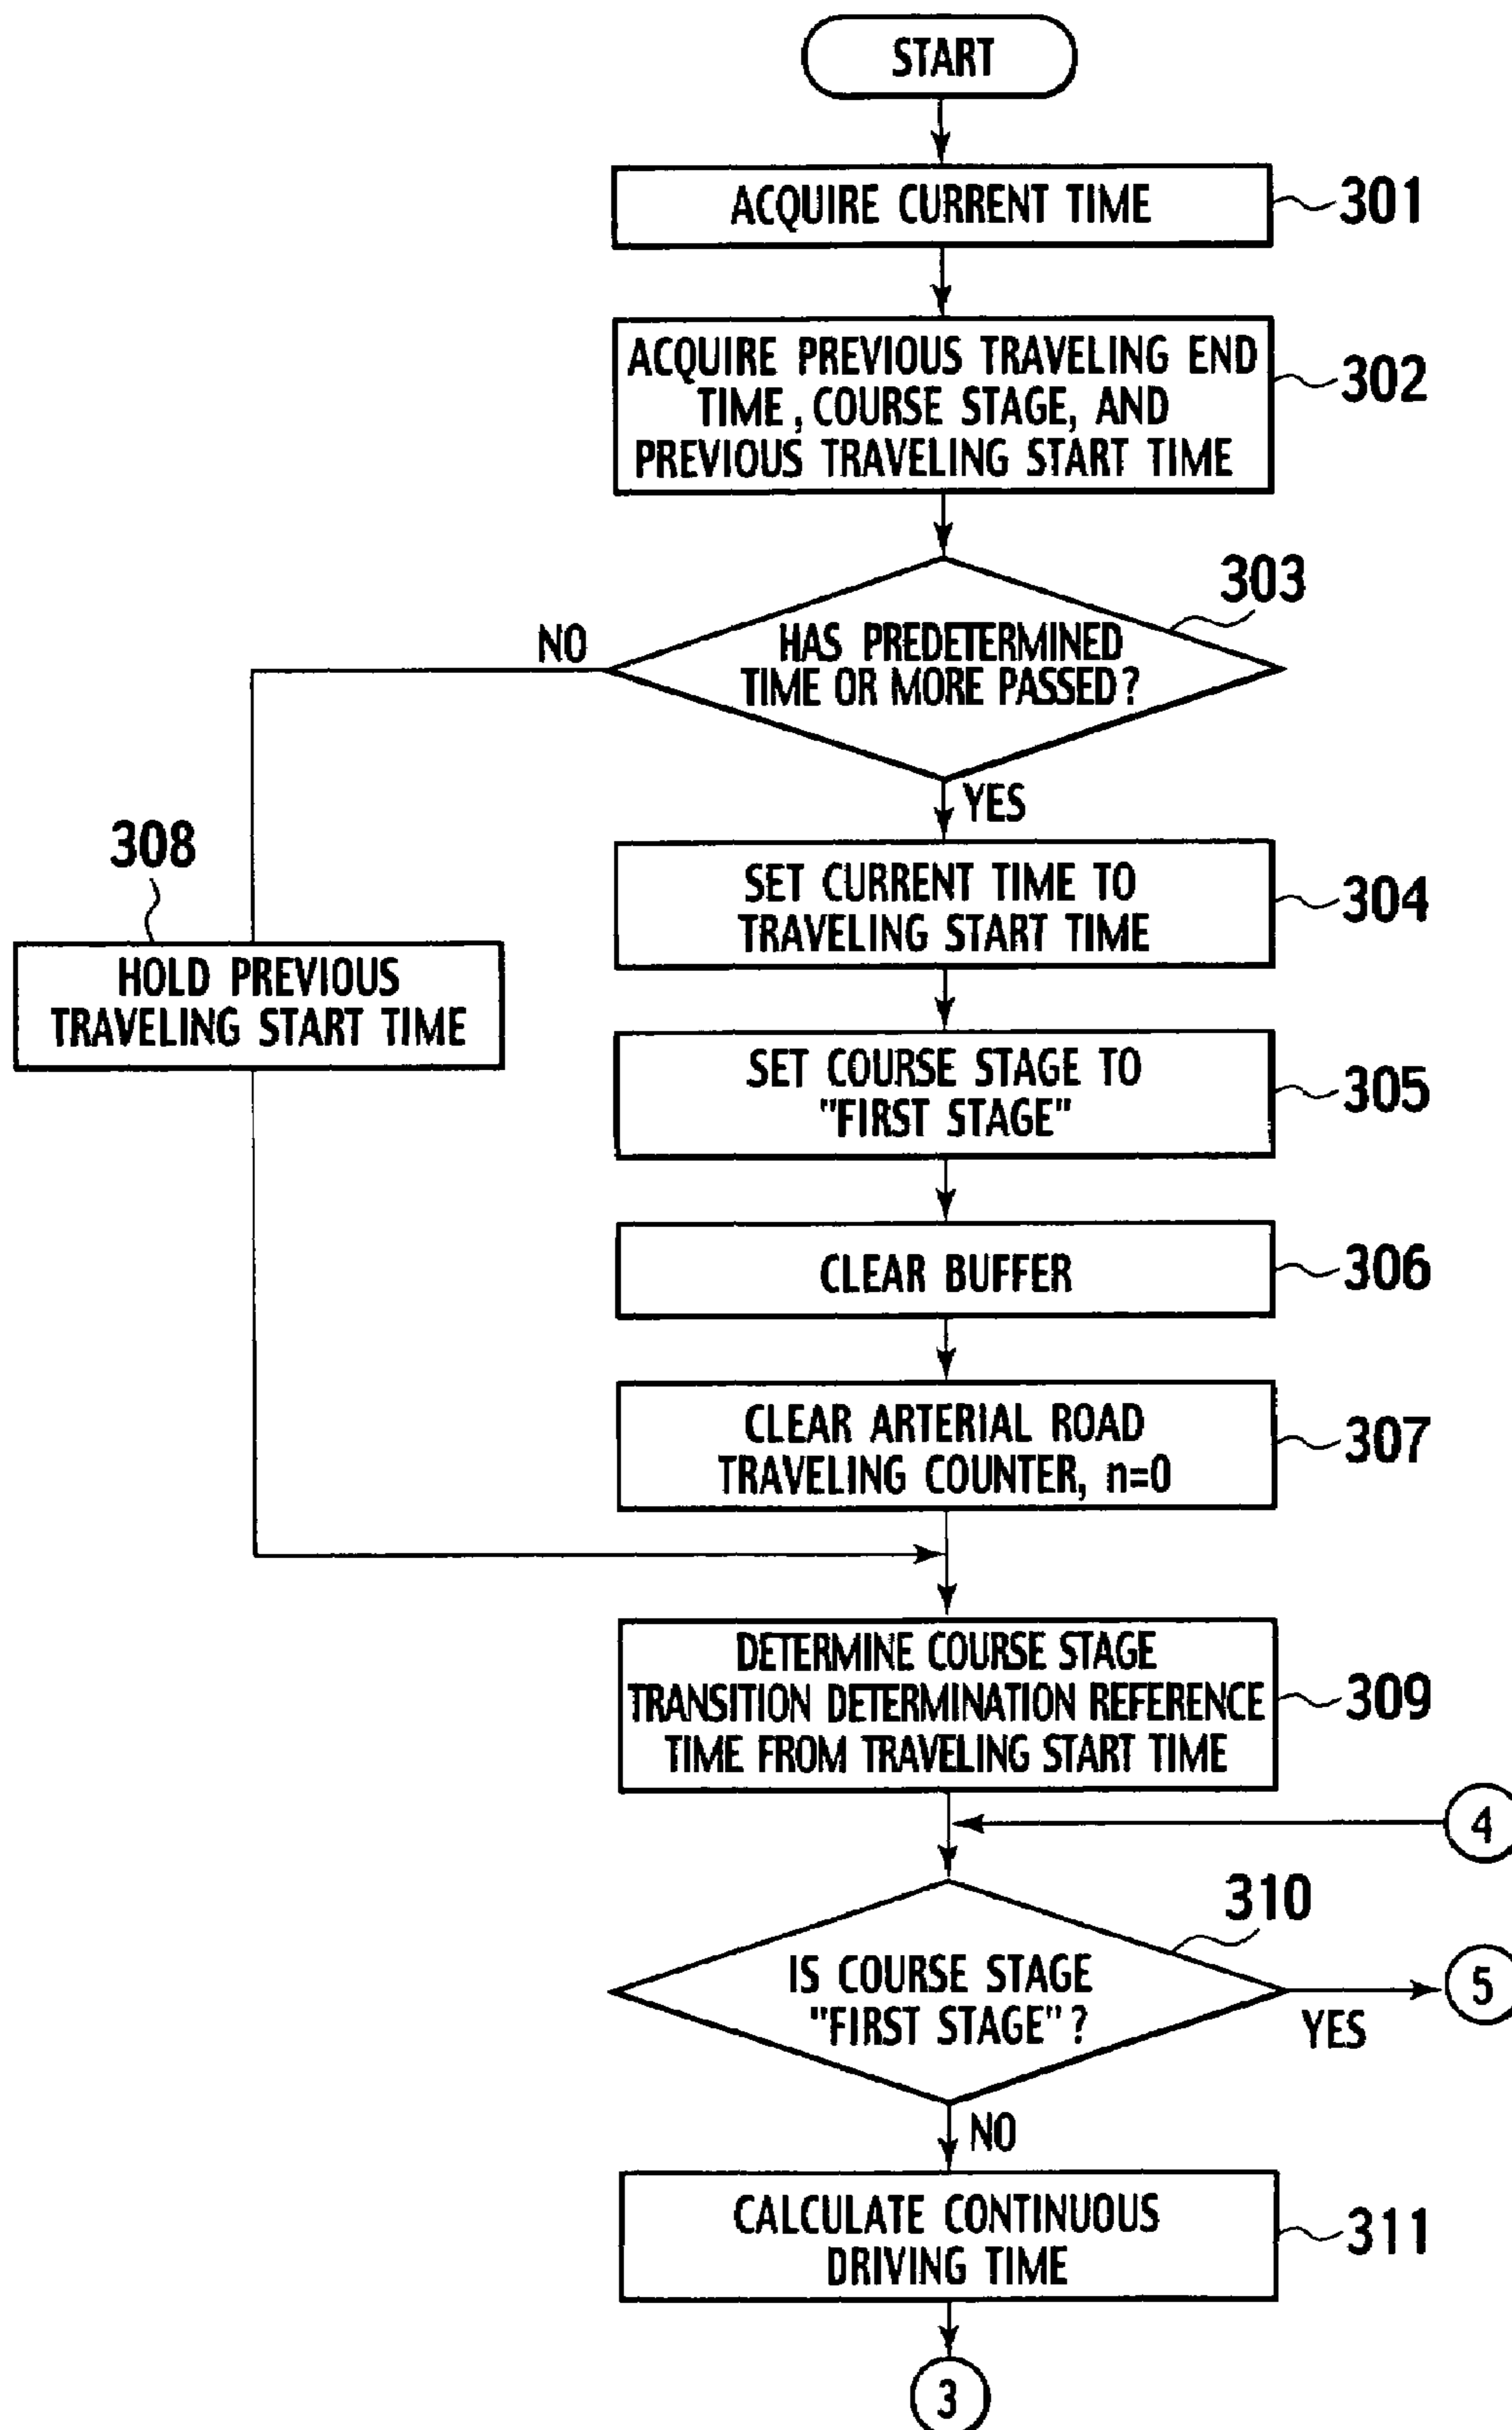 START
ACQUIRE CURRENT TIME
301
ACQUIRE PREVIOUS TRAVELING END
TIME, COURSE STAGE, AND
PREVIOUS TRAVELING START TIME
302
303
HAS PREDETERMINED
TIME OR MORE PASSED?
NO
YES
308
HOLD PREVIOUS
TRAVELING START TIME
SET CURRENT TIME TO
TRAVELING START TIME
304
SET COURSE STAGE TO
"FIRST STAGE"
305
CLEAR BUFFER
306
CLEAR ARTERIAL ROAD
TRAVELING COUNTER, n=0
307
DETERMINE COURSE STAGE
TRANSITION DETERMINATION REFERENCE
TIME FROM TRAVELING START TIME
309
4
310
IS COURSE STAGE
"FIRST STAGE"?
5
YES
NO
CALCULATE CONTINUOUS
DRIVING TIME
311
3